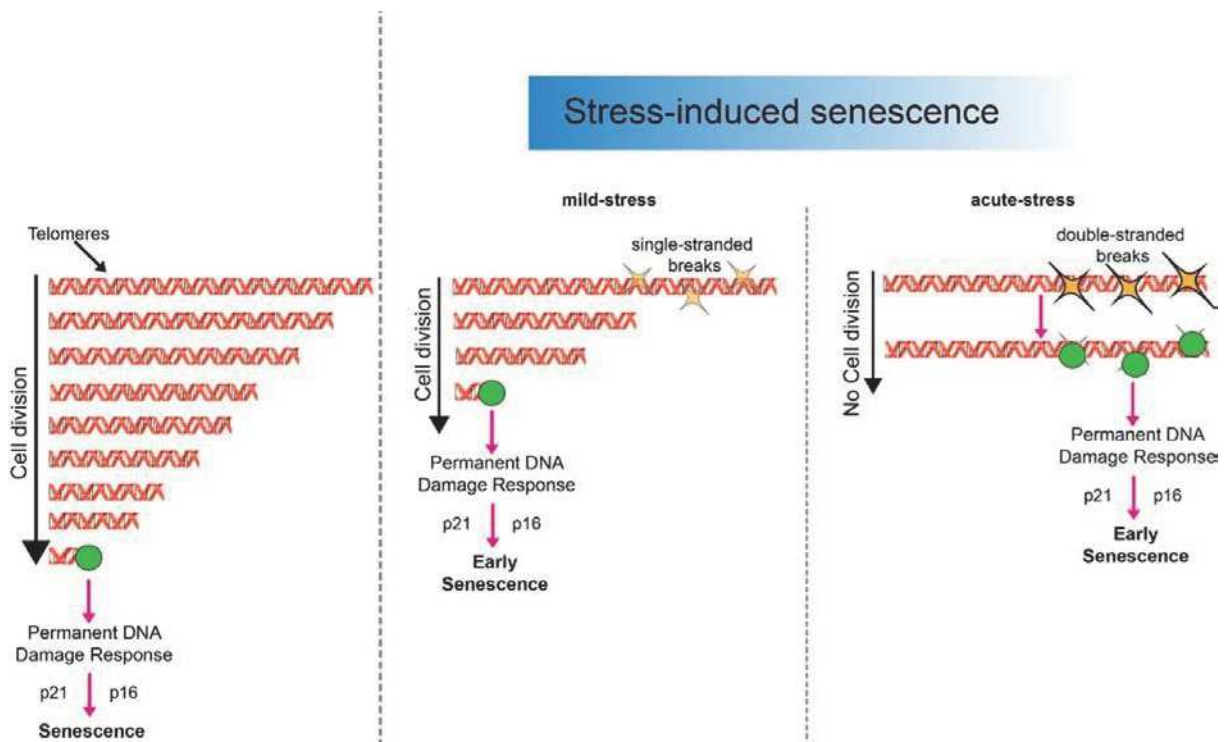 Stress-induced senescence
Telomeres
Cell division
Permanent DNA
Damage Response
p21 p16
Senescence
mild-stress
single-stranded
breaks
Cell division
Permanent DNA
Damage Response
p21 p16
Early
Senescence
acute-stress
double-stranded
breaks
No Cell division
Permanent DNA
Damage Response
p21 p16
Early
Senescence